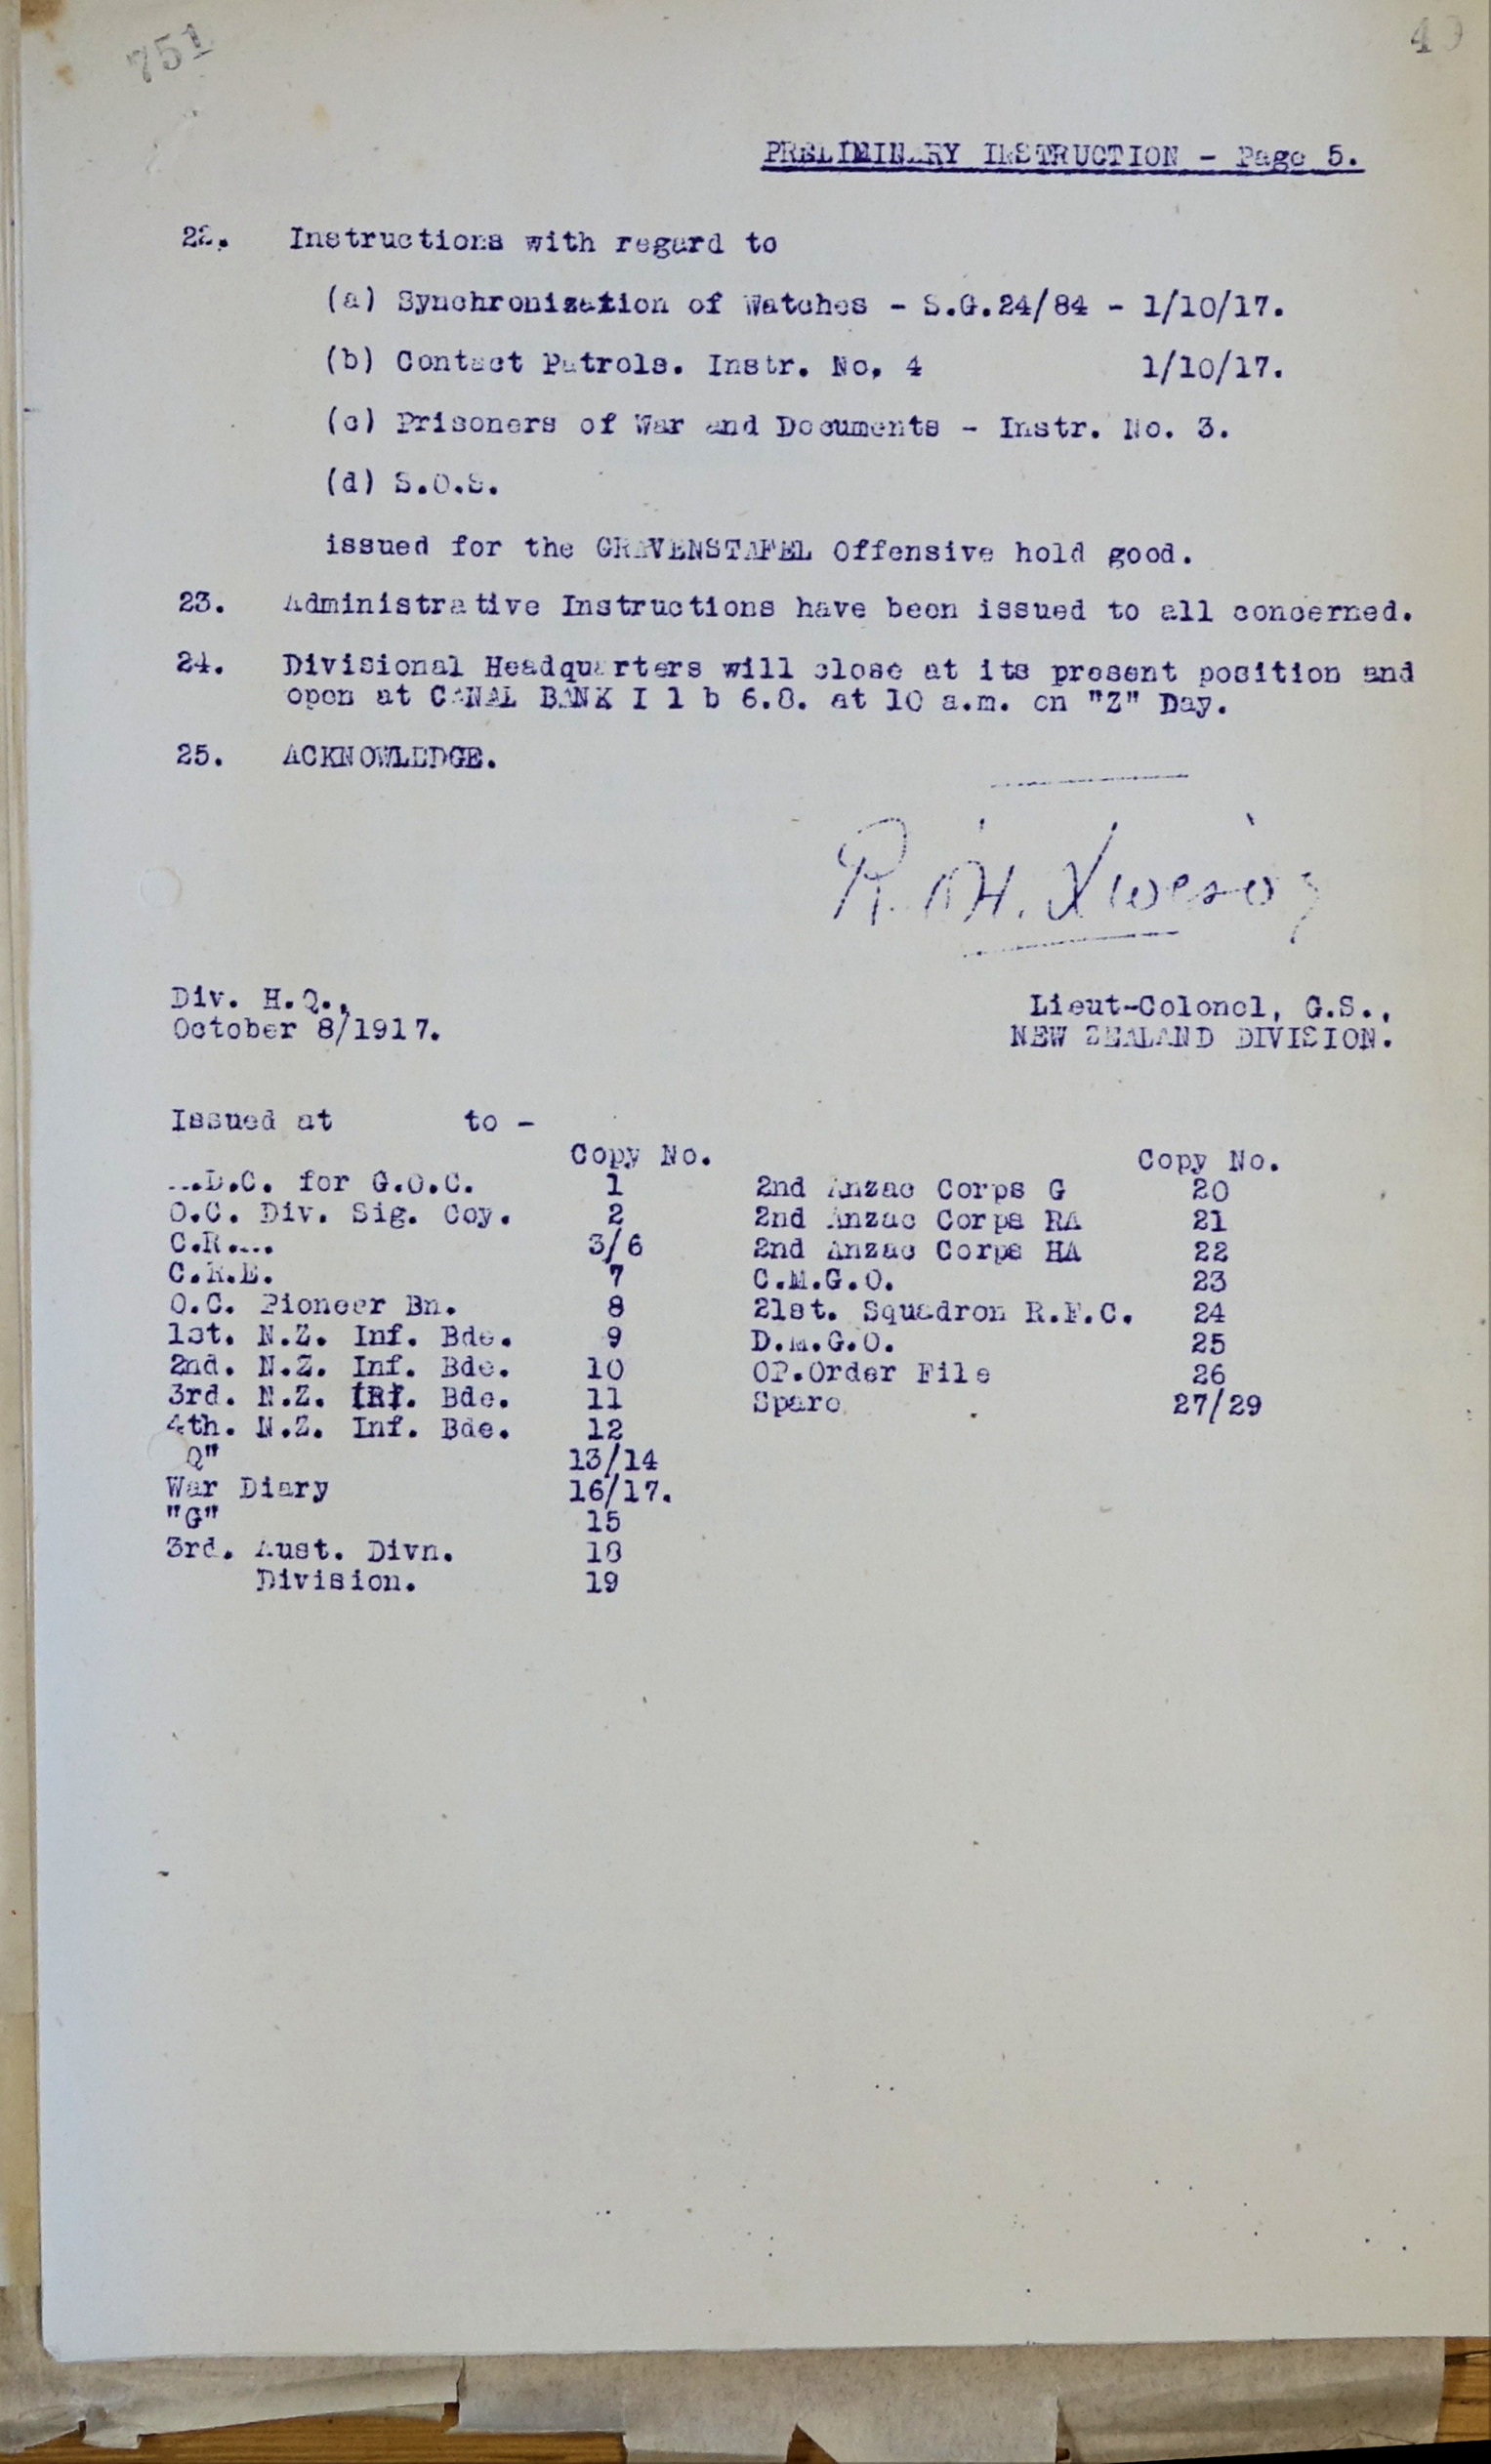 751
PRELIMINARY INSTRUCTION - Page 5.
22. Instructions with regard to
(a) Synchronization of Watches - S.G.24/84 - 1/10/17.
(b) Contact Patrols. Instr. No. 4 1/10/17.
(c) Prisoners of War and Documents - Instr. No. 3.
(d) S.O.S.
issued for the GRAVENSTAFEL Offensive hold good.
23. Administrative Instructions have been issued to all concerned.
24. Divisional Headquarters will close at its present position and
open at CANAL BANK I 1 b 6.8. at 10 a.m. on "Z" Day.
25. ACKNOWLEDGE.
Div. H.Q.,
October 8/1917.
Lieut-Colonel, G.S.,
NEW ZEALAND DIVISION.
Issued at to -
Copy No.
A.D.C. for G.O.C. 1
O.C. Div. Sig. Coy. 2
C.R.A. 3/6
C.R.E. 7
O.C. Pioneer Bn. 8
1st. N.Z. Inf. Bde. 9
2nd. N.Z. Inf. Bde. 10
3rd. N.Z. (R). Bde. 11
4th. N.Z. Inf. Bde. 12
Q" 13/14
War Diary 16/17.
"G" 15
3rd. Aust. Divn. 18
Division. 19
Copy No.
2nd Anzac Corps G 20
2nd Anzac Corps RA 21
2nd Anzac Corps HA 22
C.M.G.O. 23
21st. Squadron R.F.C. 24
D.M.G.O. 25
OP.Order File 26
Spare 27/29